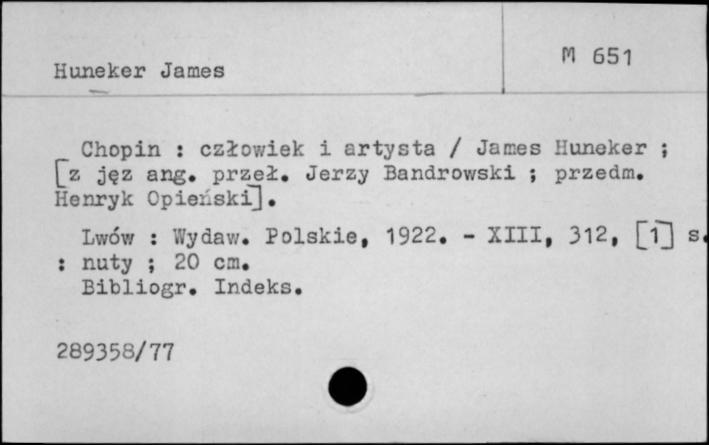 M 651
Huneker James
Chopin : człowiek i artysta / James Huneker ;
[z jęz ang. przeł. Jerzy Bandrowski ; przedm.
Henryk Opieński].
Lwów : Wydaw. Polskie, 1922. - XIII, 312, [1] s.
: nuty ; 20 cm.
Bibliogr. Indeks.
289358/77